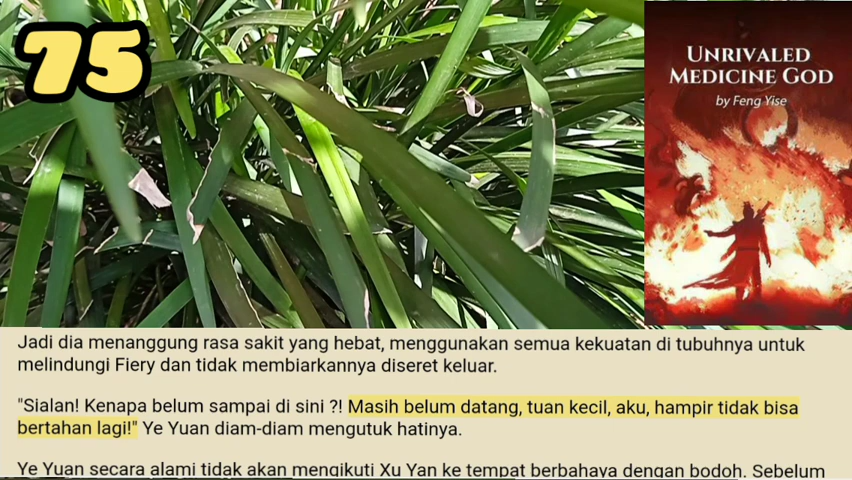 75
UNRIVALED
MEDICINE GOD
by Feng Yise
Jadi dia menanggung rasa sakit yang hebat, menggunakan semua kekuatan di tubuhnya untuk
melindungi Fiery dan tidak membiarkannya diseret keluar.
"Sialan! Kenapa belum sampai di sini ?! Masih belum datang, tuan kecil, aku, hampir tidak bisa
bertahan lagi!" Ye Yuan diam-diam mengutuk hatinya.
Ye Yuan secara alami tidak akan mengikuti Xu Yan ke tempat berbahaya dengan bodoh. Sebelum